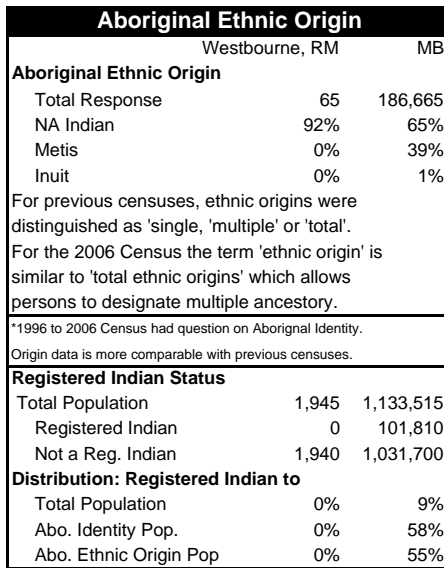 Aboriginal Ethnic Origin
Westbourne, RM MB
Aboriginal Ethnic Origin
Total Response 65 186,665
NA Indian 92% 65%
Metis 0% 39%
Inuit 0% 1%
For previous censuses, ethnic origins were
distinguished as 'single, 'multiple' or 'total'.
For the 2006 Census the term 'ethnic origin' is
similar to 'total ethnic origins' which allows
persons to designate multiple ancestory.
*1996 to 2006 Census had question on Aborignal Identity.
Origin data is more comparable with previous censuses.
Registered Indian Status
Total Population 1,945 1,133,515
Registered Indian 0 101,810
Not a Reg. Indian 1,940 1,031,700
Distribution: Registered Indian to
Total Population 0% 9%
Abo. Identity Pop. 0% 58%
Abo. Ethnic Origin Pop 0% 55%